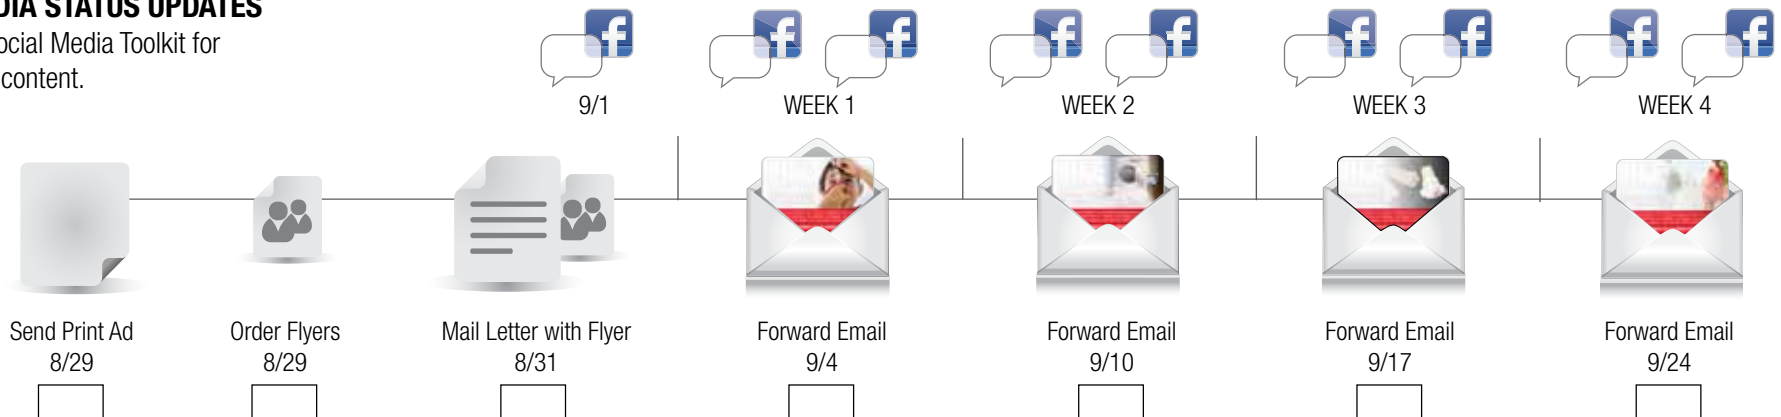 DIA STATUS UPDATES
ocial Media Toolkit for
content.
9/1
WEEK 1
WEEK 2
WEEK 3
WEEK 4
Send Print Ad
8/29
Order Flyers
8/29
Mail Letter with Flyer
8/31
Forward Email
9/4
Forward Email
9/10
Forward Email
9/17
Forward Email
9/24